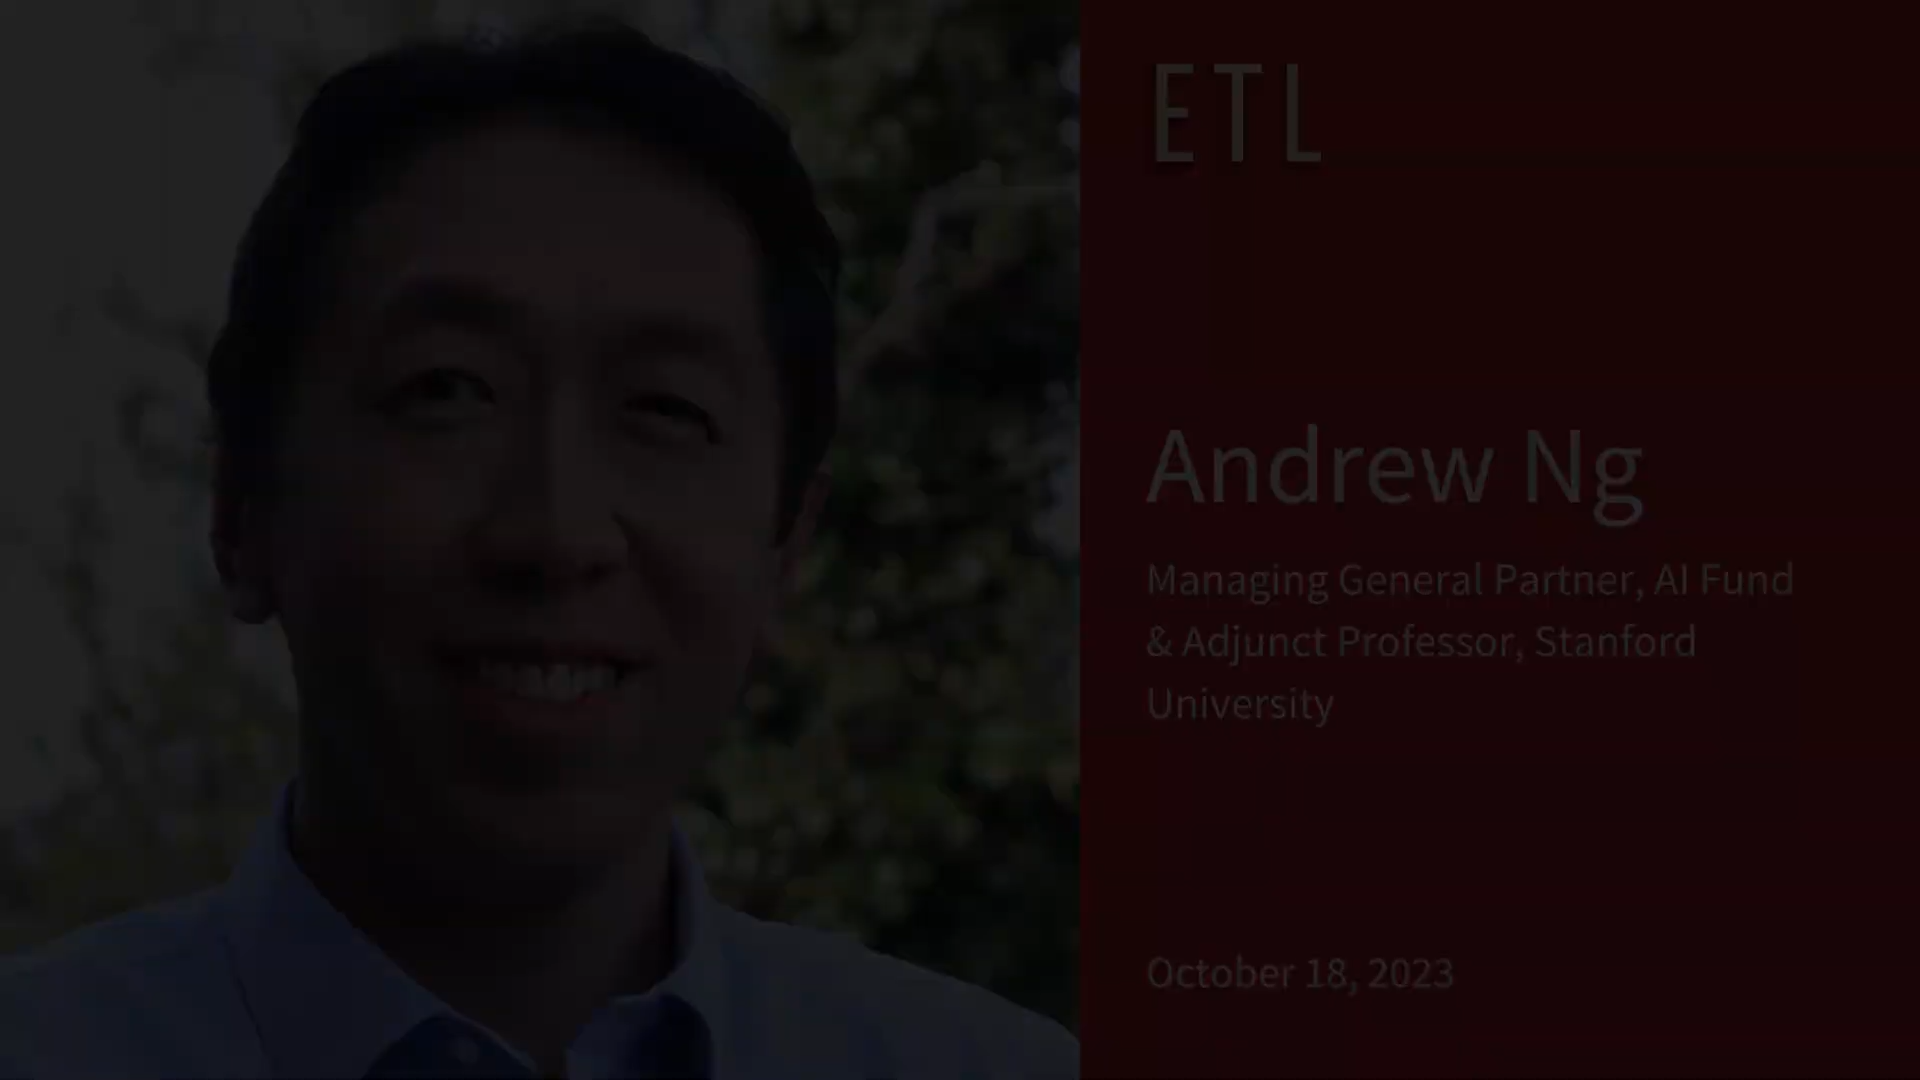 ETL
Andrew Ng
Managing General Partner, AI Fund
& Adjunct Professor, Stanford
University
October 18, 2023